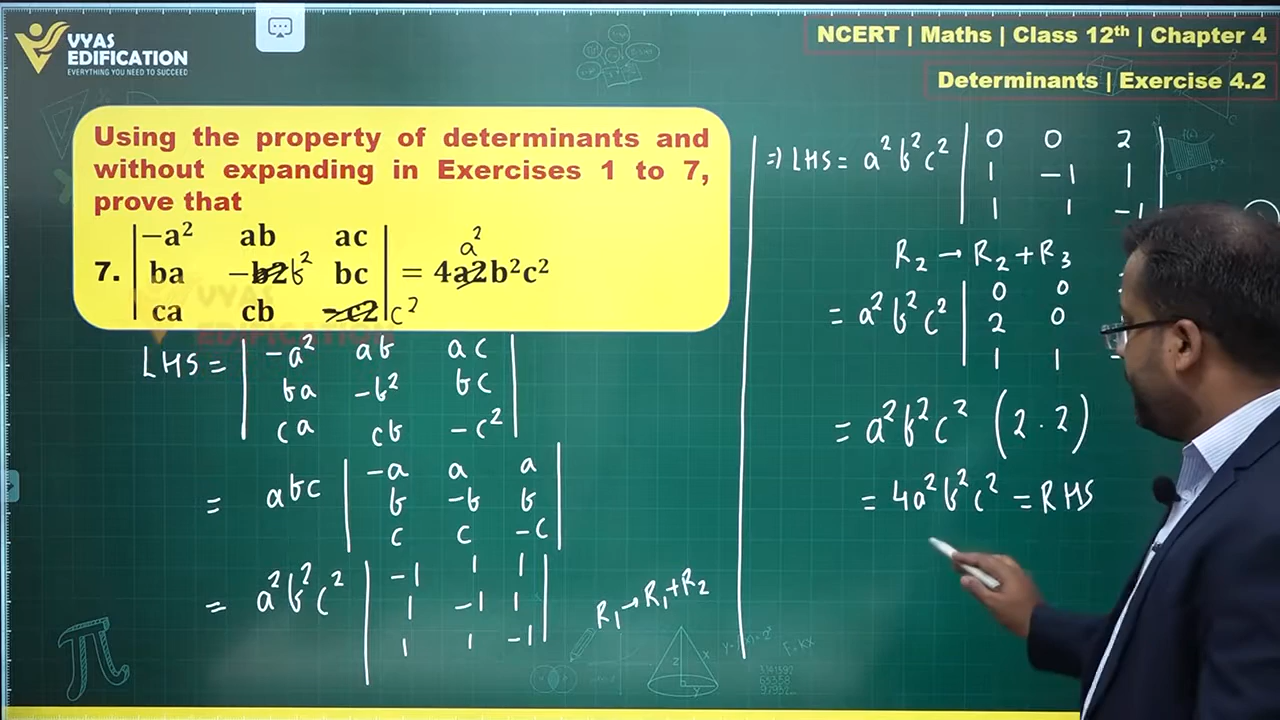 VYAS
EDIFICATION
EVERYTHING YOU NEED TO SUCCEED
NCERT | Maths | Class 12th | Chapter 4
Determinants | Exercise 4.2
Using the property of determinants and
without expanding in Exercises 1 to 7,
prove that
a²
|−a² ab ac|
7. |ba −b2 b² bc| = 4a2b²c²
|ca cb −c2| c²
LHS = |−a² ab ac|
|ba −b² bc|
|ca cb −c²|
= abc |−a a a|
|b −b b|
|c c −c|
= a²b²c² |−1 1 1|
|1 −1 1|
|1 1 −1|
R₁→R₁+R₂
⇒ LHS = a²b²c² |0 0 2|
|1 −1 1|
|1 1 −1|
R₂ → R₂ + R₃
= a²b²c² |0 0
|2 0
|1 1
= a²b²c² (2·2)
= 4a²b²c² = RHS